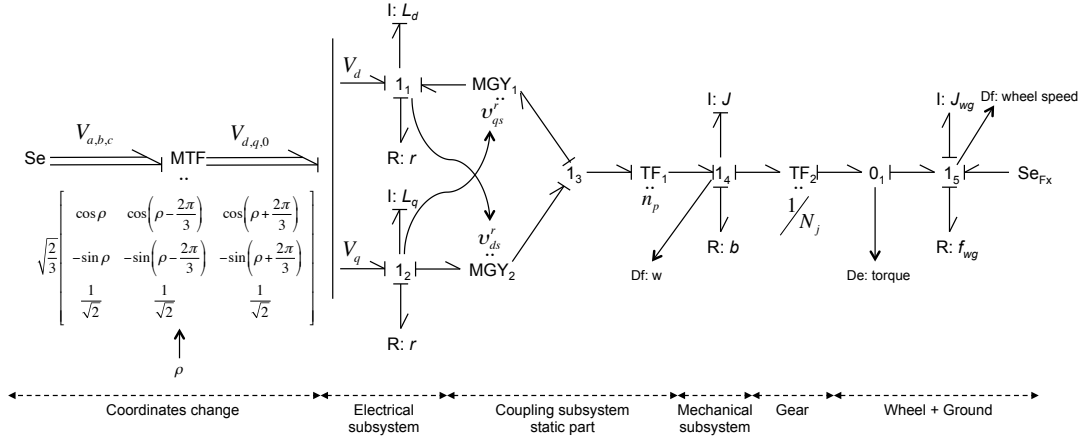 I: L_d
V_d
1_1
MGY_1
..
υ^r_qs
R: r
V_a,b,c
V_d,q,0
Se
MTF
..
√(2/3) [ cos ρ cos(ρ − 2π/3) cos(ρ + 2π/3)
−sin ρ −sin(ρ − 2π/3) −sin(ρ + 2π/3)
1/√2 1/√2 1/√2 ]
ρ
I: L_q
V_q
1_2
υ^r_ds
..
MGY_2
R: r
1_3
TF_1
..
n_p
I: J
1_4
R: b
Df: w
TF_2
..
1/N_j
0_1
De: torque
I: J_wg
Df: wheel speed
1_5
Se_Fx
R: f_wg
Coordinates change
Electrical
subsystem
Coupling subsystem
static part
Mechanical
subsystem
Gear
Wheel + Ground